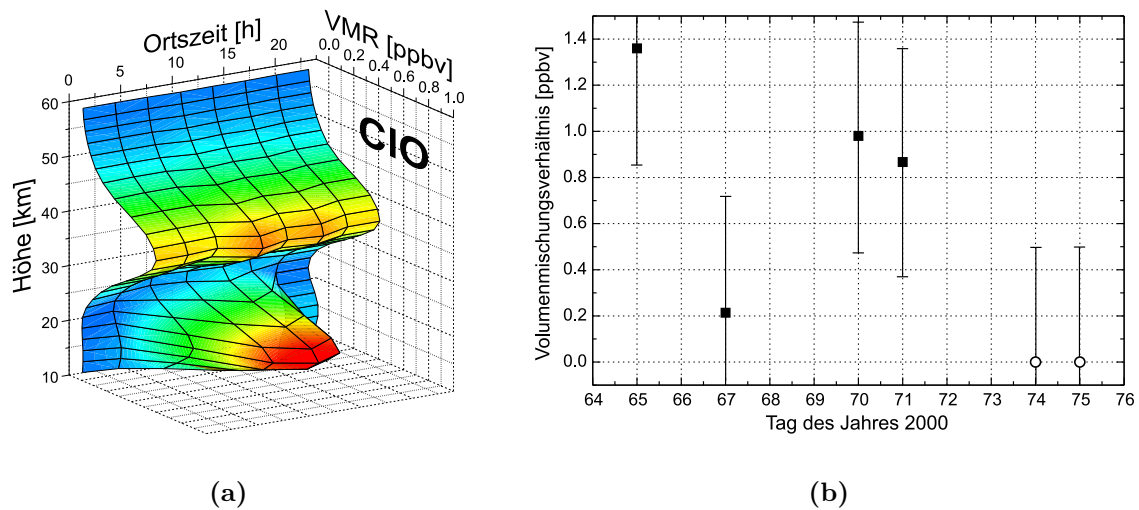 Ortszeit [h]
VMR [ppbv]
0
5
10
15
20
0.0
0.2
0.4
0.6
0.8
1.0
ClO
Höhe [km]
60
50
40
30
20
10
(a)
Volumenmischungsverhältnis [ppbv]
1.4
1.2
1.0
0.8
0.6
0.4
0.2
0.0
64 65 66 67 68 69 70 71 72 73 74 75 76
Tag des Jahres 2000
(b)